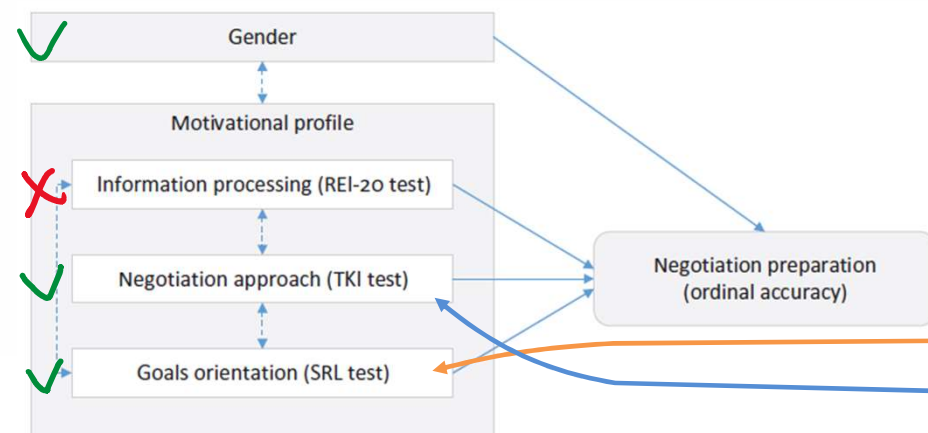 Gender
Motivational profile
Information processing (REI-20 test)
Negotiation approach (TKI test)
Negotiation preparation
(ordinal accuracy)
Goals orientation (SRL test)